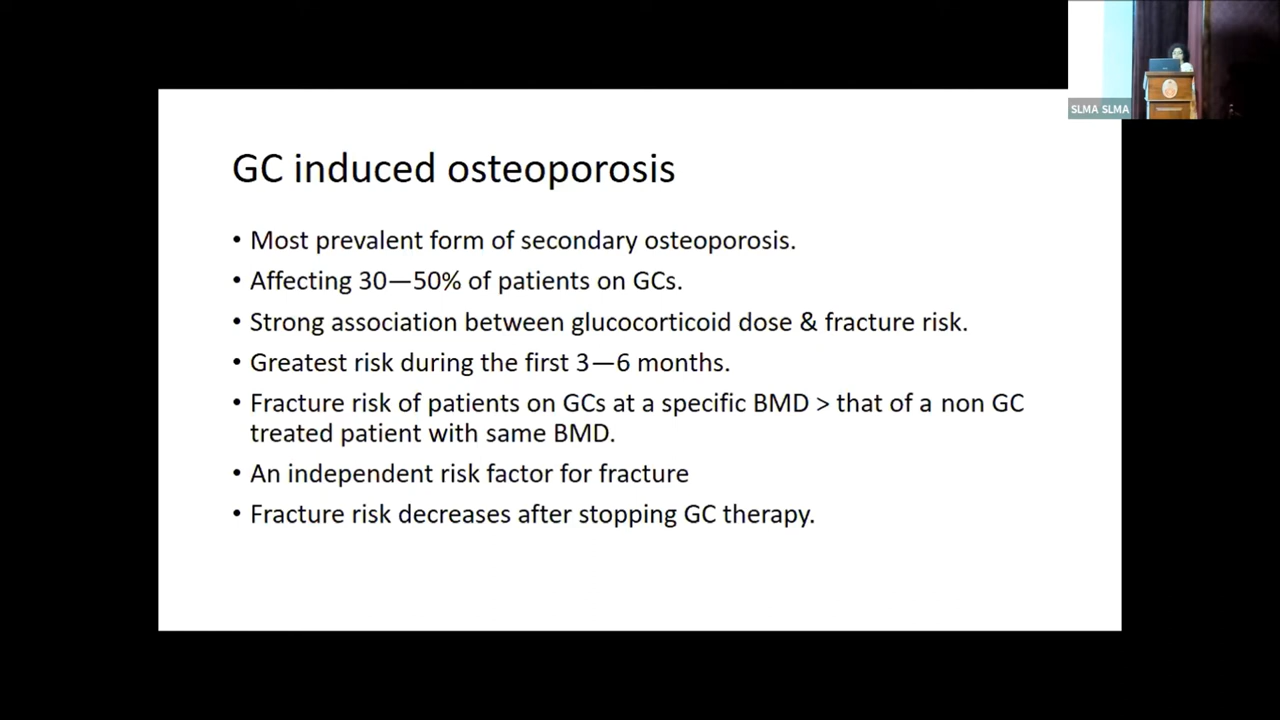 SLMA SLMA
GC induced osteoporosis
• Most prevalent form of secondary osteoporosis.
• Affecting 30—50% of patients on GCs.
• Strong association between glucocorticoid dose & fracture risk.
• Greatest risk during the first 3—6 months.
• Fracture risk of patients on GCs at a specific BMD > that of a non GC
treated patient with same BMD.
• An independent risk factor for fracture
• Fracture risk decreases after stopping GC therapy.